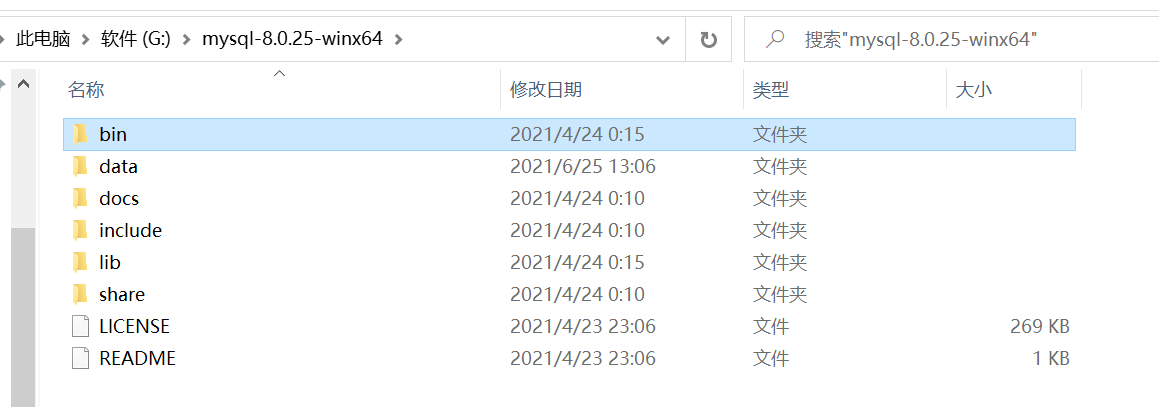 此电脑 软件 (G:) mysql-8.0.25-winx64 搜索"mysql-8.0.25-winx64"
名称 修改日期 类型 大小
bin 2021/4/24 0:15 文件夹
data 2021/6/25 13:06 文件夹
docs 2021/4/24 0:10 文件夹
include 2021/4/24 0:10 文件夹
lib 2021/4/24 0:15 文件夹
share 2021/4/24 0:10 文件夹
LICENSE 2021/4/23 23:06 文件 269 KB
README 2021/4/23 23:06 文件 1 KB